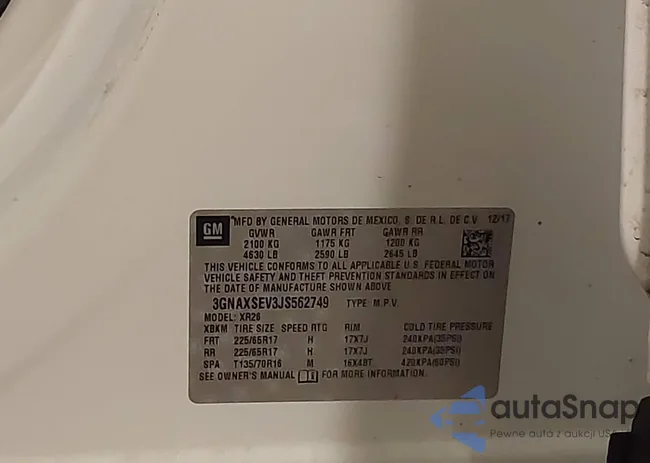 GM MFD BY GENERAL MOTORS DE MEXICO, S. DE R.L. DE C.V. 12/17
GVWR GAWR FRT GAWR RR
2100 KG 1175 KG 1200 KG
4630 LB 2590 LB 2645 LB
THIS VEHICLE CONFORMS TO ALL APPLICABLE U.S. FEDERAL MOTOR
VEHICLE SAFETY AND THEFT PREVENTION STANDARDS IN EFFECT ON
THE DATE OF MANUFACTURE SHOWN ABOVE.
3GNAXSEV3JS562749 TYPE: M.P.V.
MODEL: XR26
XBKM TIRE SIZE SPEED RTG RIM COLD TIRE PRESSURE
FRT 225/65R17 H 17X7J 240KPA(35PSI)
RR 225/65R17 H 17X7J 240KPA(35PSI)
SPA T135/70R16 M 16X4BT 420KPA(60PSI)
SEE OWNER'S MANUAL FOR MORE INFORMATION.
autaSnap
Pewne auta z aukcji USA